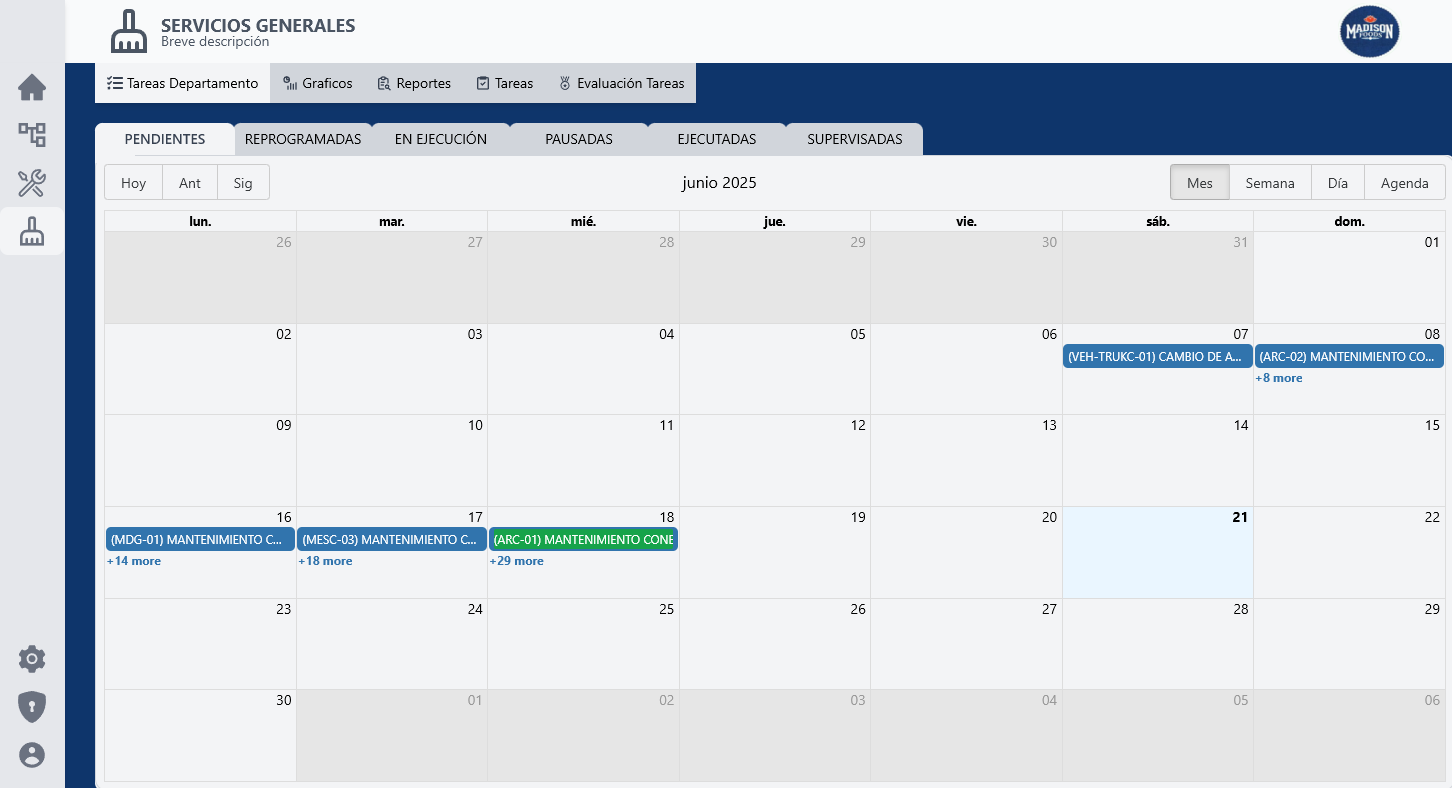 SERVICIOS GENERALES
Breve descripción
MADISON
FOODS
Tareas Departamento Graficos Reportes Tareas Evaluación Tareas
PENDIENTES REPROGRAMADAS EN EJECUCIÓN PAUSADAS EJECUTADAS SUPERVISADAS
Hoy Ant Sig junio 2025 Mes Semana Día Agenda
lun. mar. mié. jue. vie. sáb. dom.
26 27 28 29 30 31 01
02 03 04 05 06 07 08
(VEH-TRUKC-01) CAMBIO DE A... (ARC-02) MANTENIMIENTO CO...
+8 more
09 10 11 12 13 14 15
16 17 18 19 20 21 22
(MDG-01) MANTENIMIENTO C... (MESC-03) MANTENIMIENTO C... (ARC-01) MANTENIMIENTO CONE
+14 more +18 more +29 more
23 24 25 26 27 28 29
30 01 02 03 04 05 06